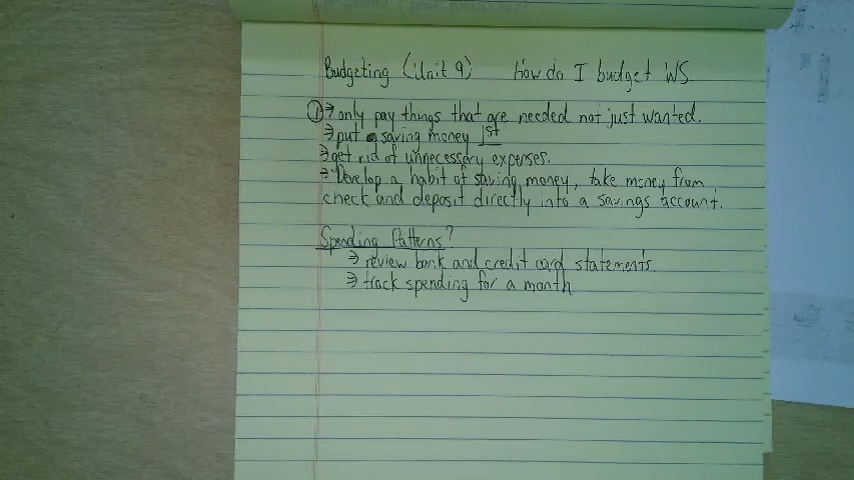 Budgeting (Unit 9) How do I budget WS
① → only pay things that are needed not just wanted.
→ put saving money 1st
→ get rid of unnecessary expenses.
→ Develop a habit of saving money, take money from
check and deposit directly into a savings account.
Spending Patterns?
→ review bank and credit card statements.
→ track spending for a month